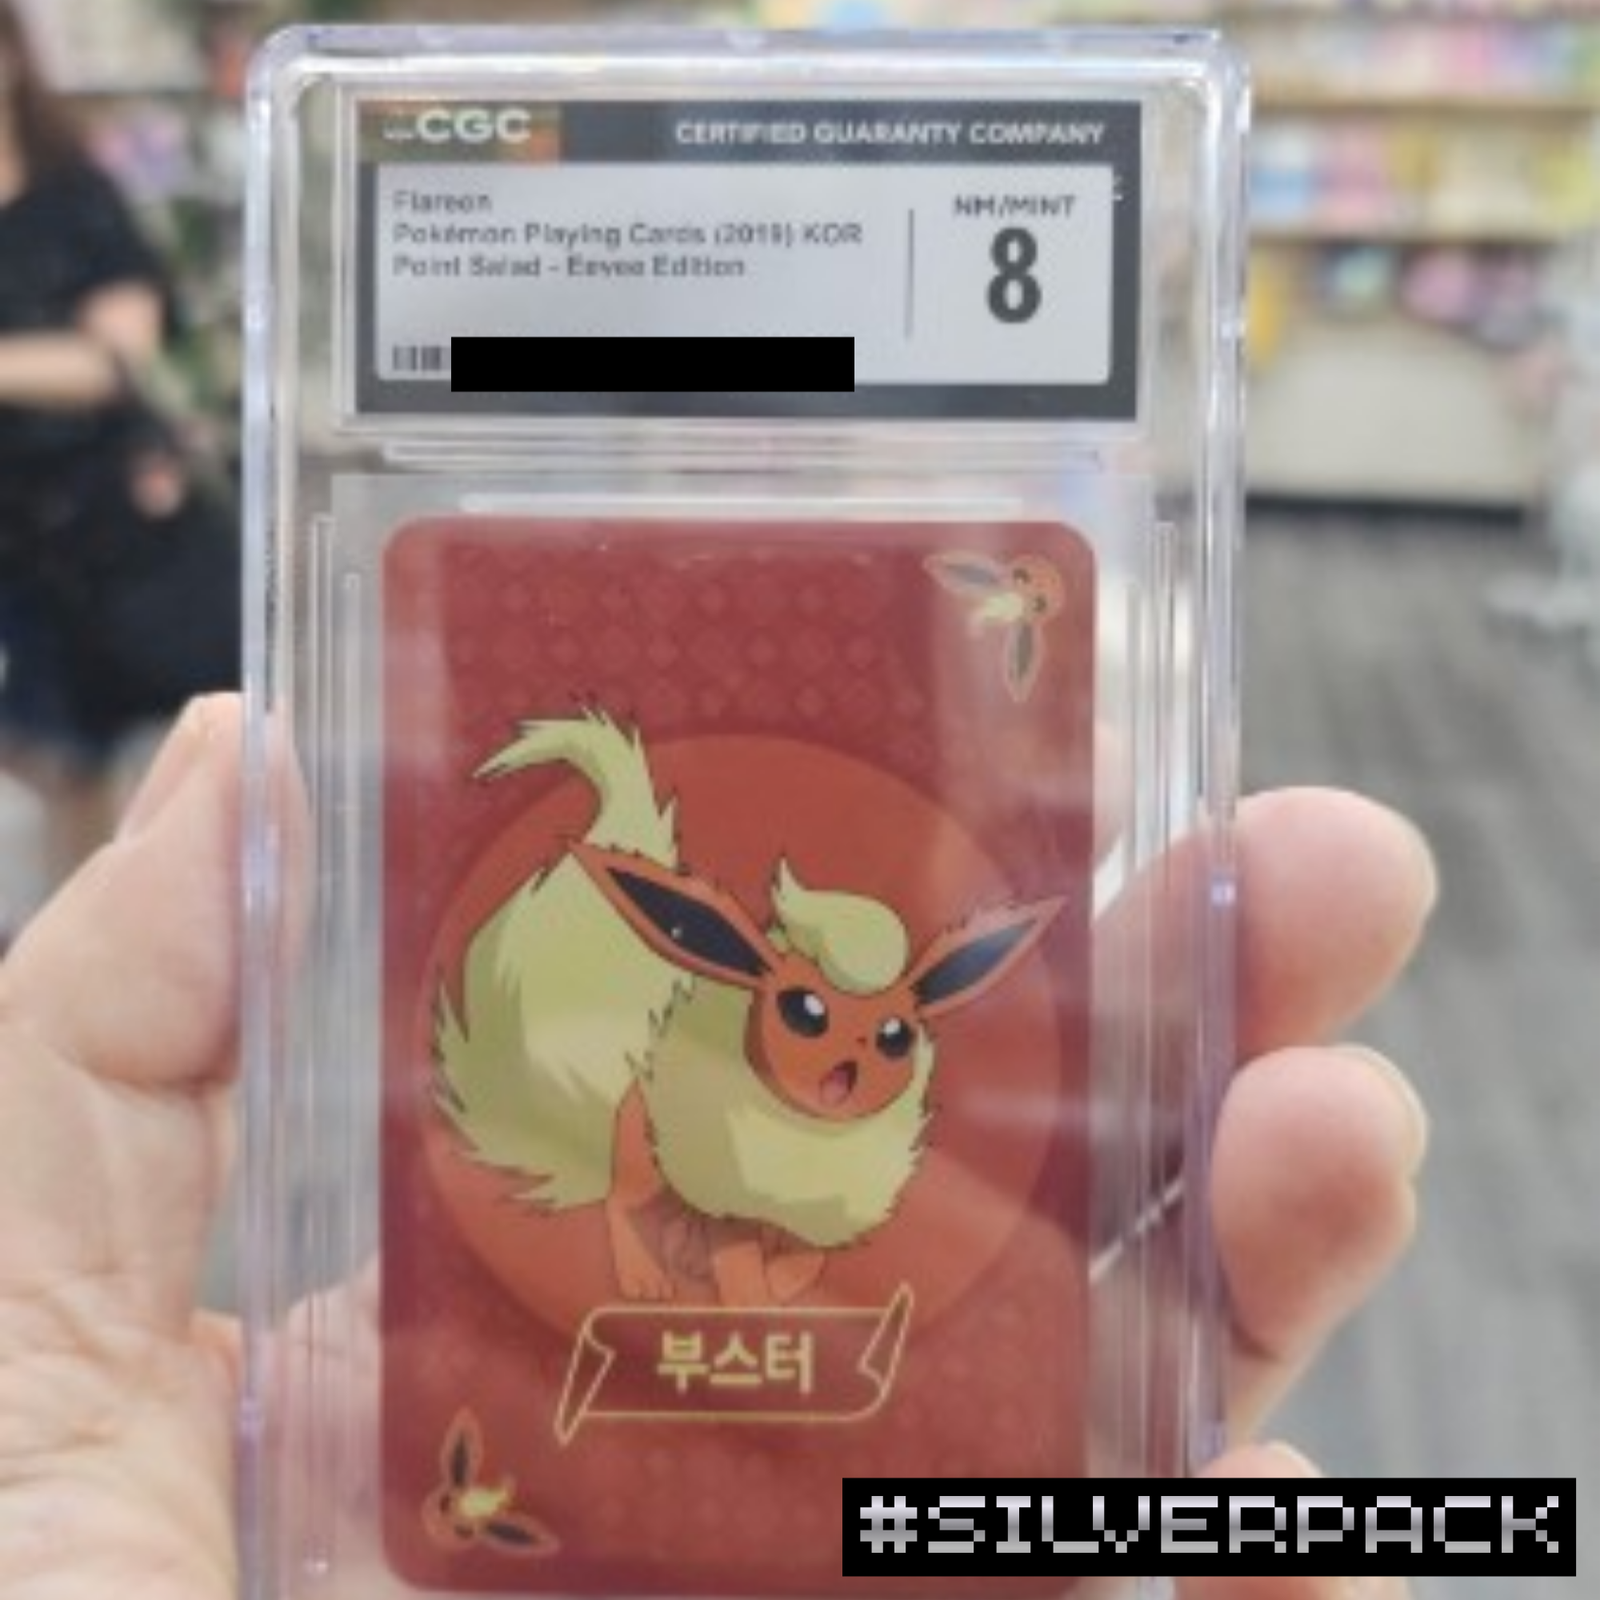 CGC
CERTIFIED GUARANTY COMPANY
Flareon
Pokémon Playing Cards (2019) KOR
Point Salad - Eevee Edition
NM/MINT
8
부스터
#SILVERPACK